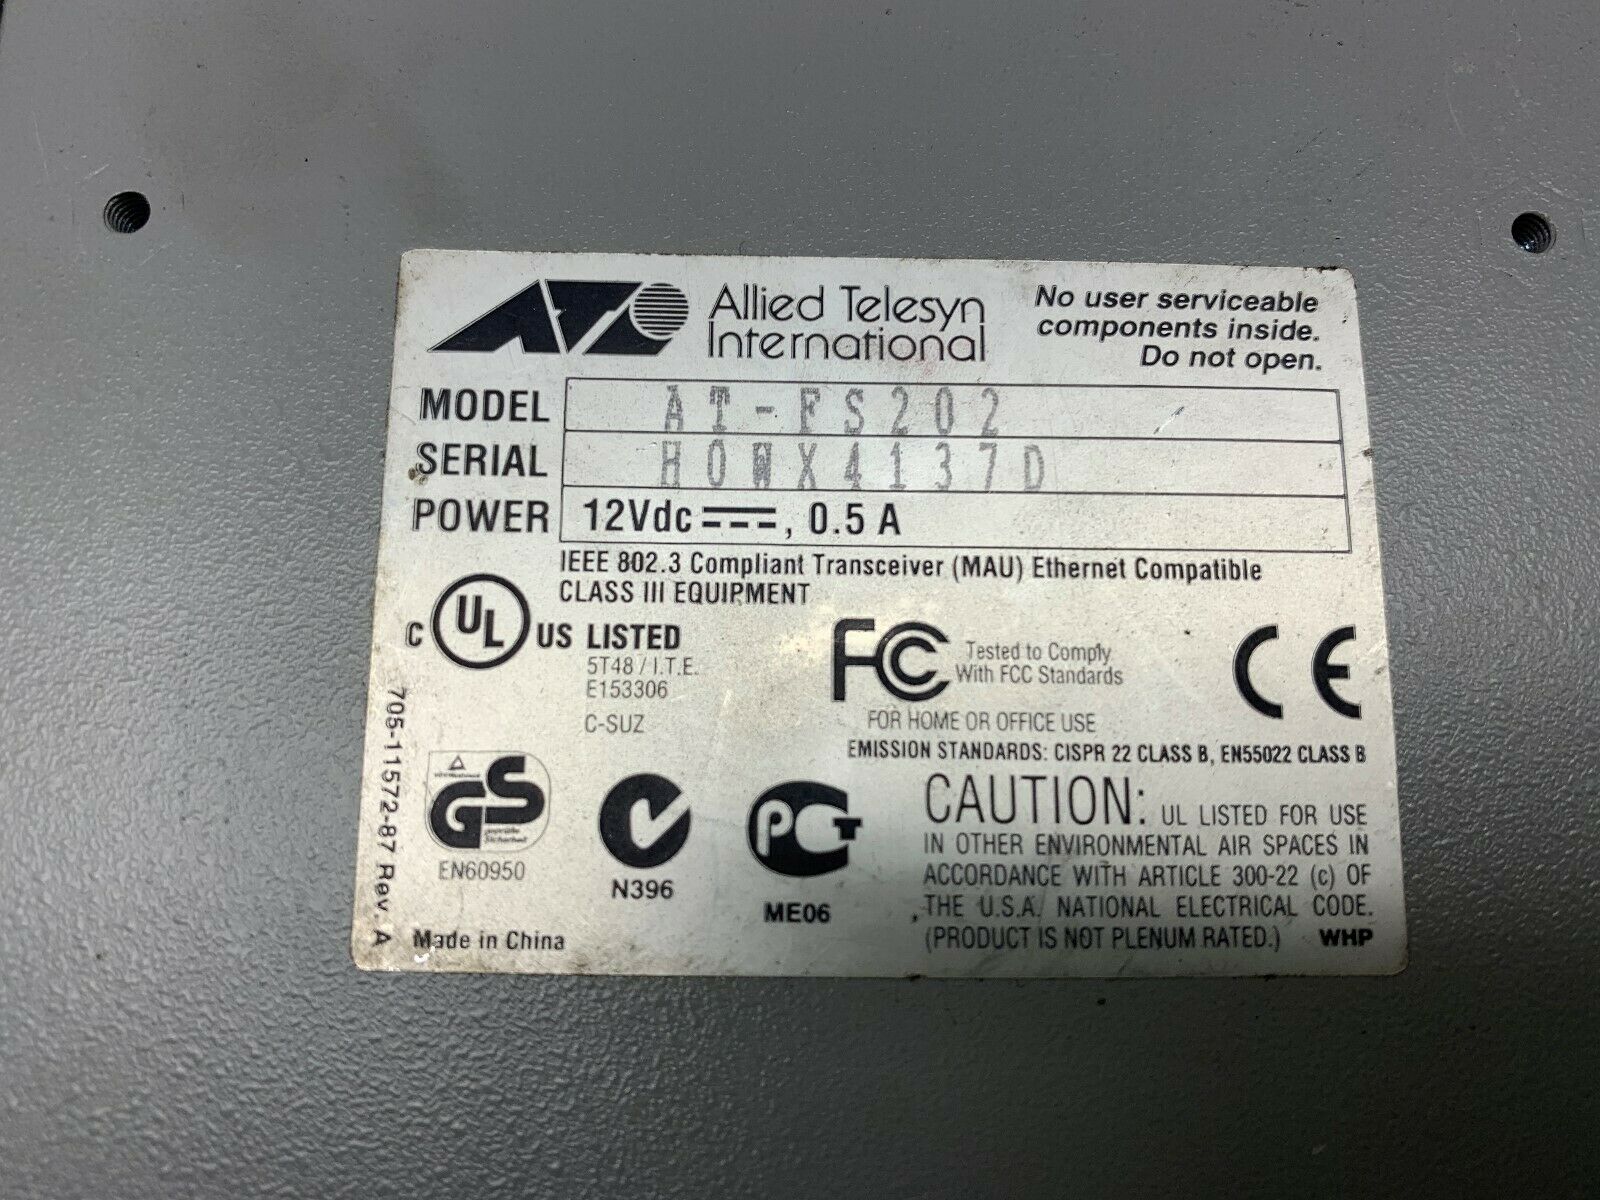 Allied Telesyn
International
No user serviceable
components inside.
Do not open.
MODEL AT-FS202
SERIAL H0WX4137D
POWER 12Vdc ⎓, 0.5 A
IEEE 802.3 Compliant Transceiver (MAU) Ethernet Compatible
CLASS III EQUIPMENT
C UL US LISTED
5T48 / I.T.E.
E153306
C-SUZ
FC Tested to Comply
With FCC Standards
FOR HOME OR OFFICE USE
CE
EMISSION STANDARDS: CISPR 22 CLASS B, EN55022 CLASS B
GS
geprüfte
Sicherheit
EN60950
N396
PCT
ME06
CAUTION: UL LISTED FOR USE
IN OTHER ENVIRONMENTAL AIR SPACES IN
ACCORDANCE WITH ARTICLE 300-22 (c) OF
THE U.S.A. NATIONAL ELECTRICAL CODE.
(PRODUCT IS NOT PLENUM RATED.) WHP
705-11572-87 Rev. A
Made in China